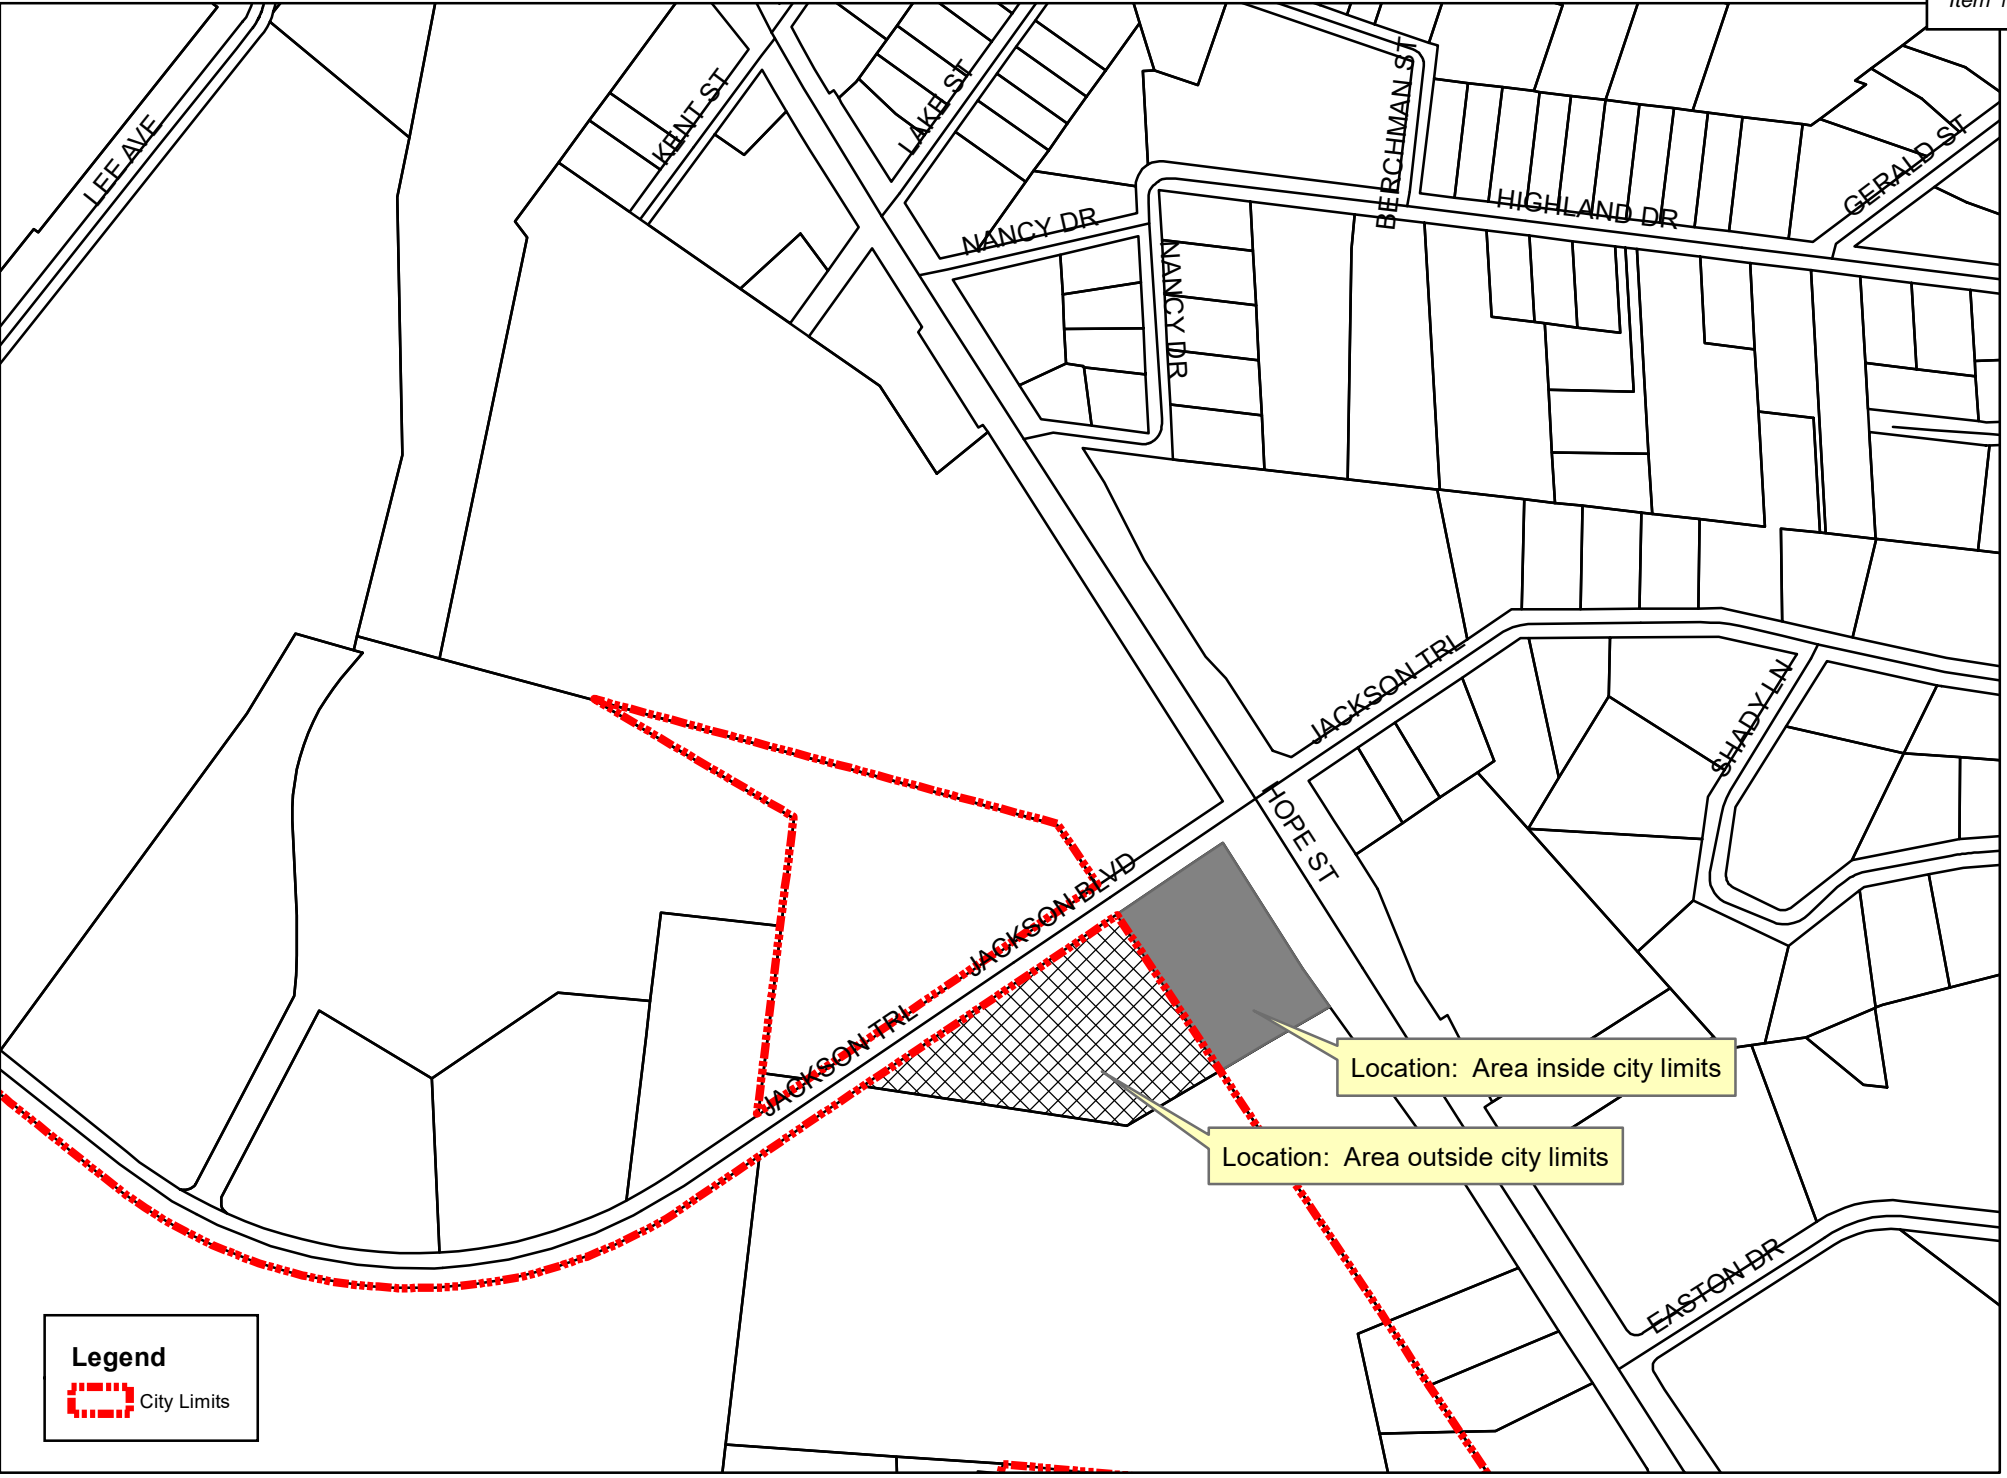 Item 1
LEE AVE
KENT ST
LAKE ST
BERCHMAN ST
GERALD ST
HIGHLAND DR
NANCY DR
NANCY DR
JACKSON TRL
SHADY LN
HOPE ST
JACKSON BLVD
JACKSON TRL
Location: Area inside city limits
Location: Area outside city limits
EASTON DR
Legend
City Limits